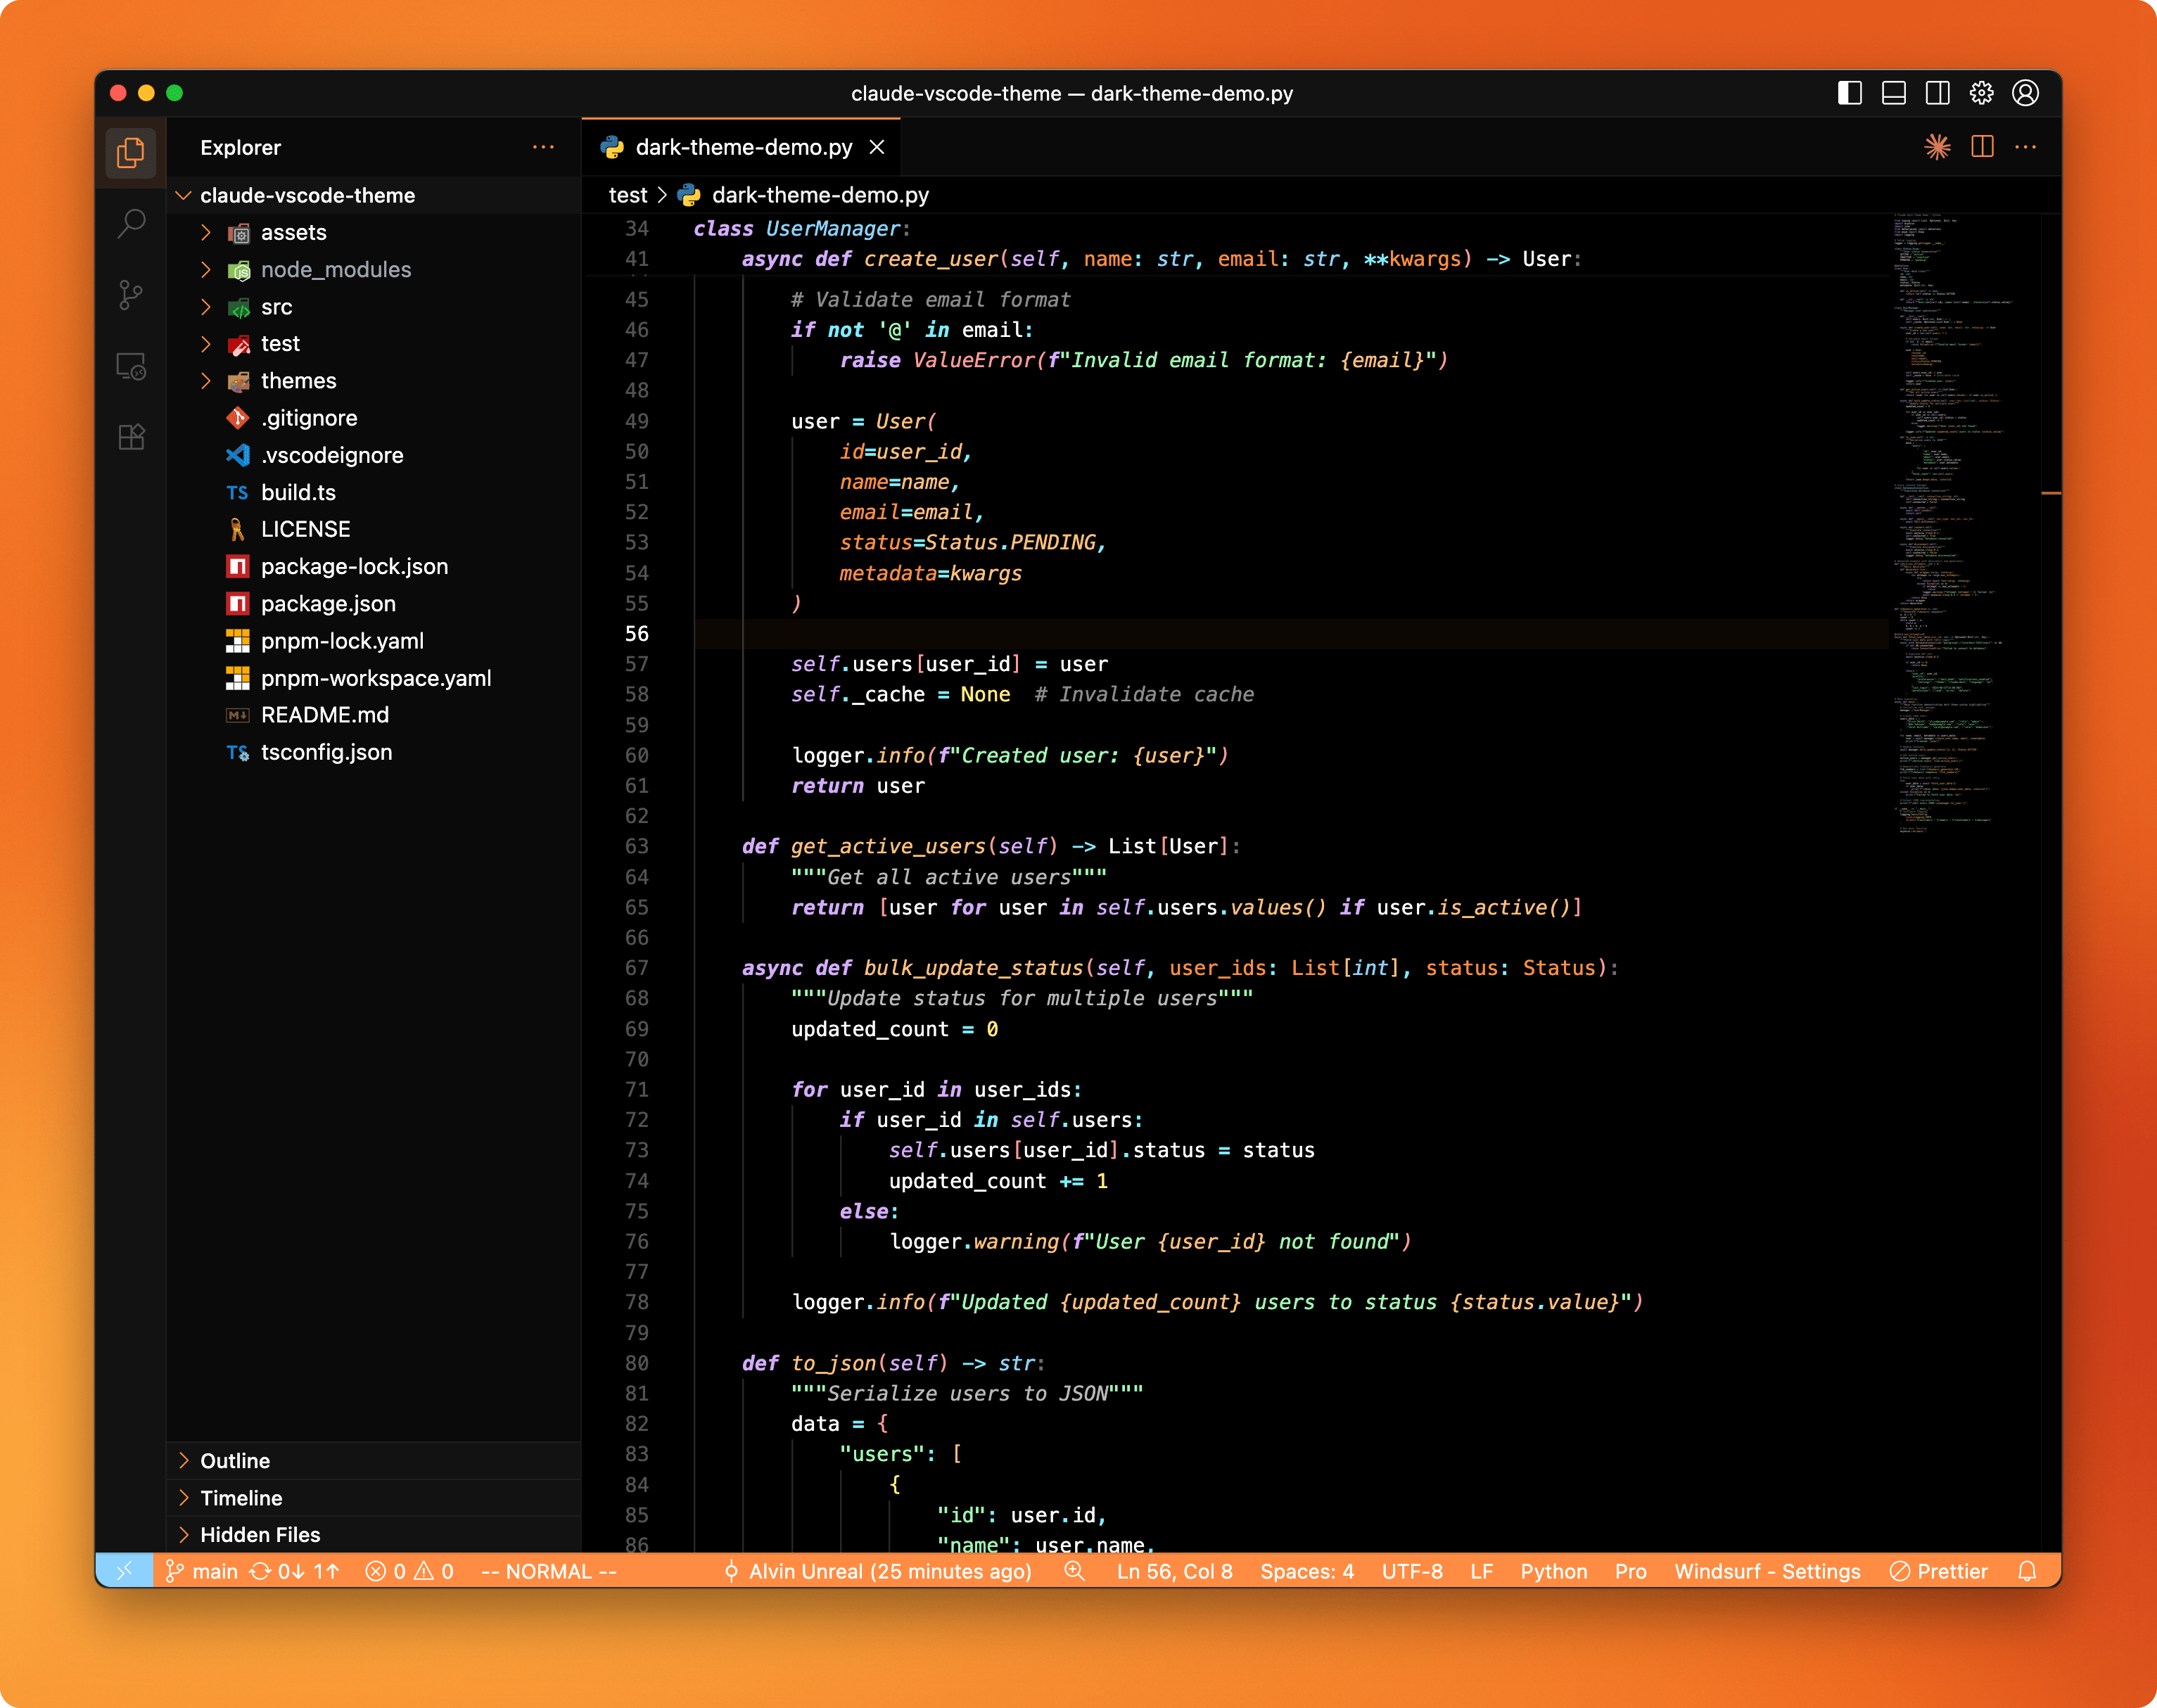 claude-vscode-theme — dark-theme-demo.py
Explorer
claude-vscode-theme
assets
node_modules
src
test
themes
.gitignore
.vscodeignore
TS build.ts
LICENSE
package-lock.json
package.json
pnpm-lock.yaml
pnpm-workspace.yaml
README.md
TS tsconfig.json
Outline
Timeline
Hidden Files
dark-theme-demo.py
test > dark-theme-demo.py
34 class UserManager:
41     async def create_user(self, name: str, email: str, **kwargs) -> User:
45         # Validate email format
46         if not '@' in email:
47             raise ValueError(f"Invalid email format: {email}")
48
49         user = User(
50             id=user_id,
51             name=name,
52             email=email,
53             status=Status.PENDING,
54             metadata=kwargs
55         )
56
57         self.users[user_id] = user
58         self._cache = None  # Invalidate cache
59
60         logger.info(f"Created user: {user}")
61         return user
62
63     def get_active_users(self) -> List[User]:
64         """Get all active users"""
65         return [user for user in self.users.values() if user.is_active()]
66
67     async def bulk_update_status(self, user_ids: List[int], status: Status):
68         """Update status for multiple users"""
69         updated_count = 0
70
71         for user_id in user_ids:
72             if user_id in self.users:
73                 self.users[user_id].status = status
74                 updated_count += 1
75             else:
76                 logger.warning(f"User {user_id} not found")
77
78         logger.info(f"Updated {updated_count} users to status {status.value}")
79
80     def to_json(self) -> str:
81         """Serialize users to JSON"""
82         data = {
83             "users": [
84                 {
85                     "id": user.id,
86                     "name": user.name,
main 0↓ 1↑ 0 0 -- NORMAL -- Alvin Unreal (25 minutes ago) Ln 56, Col 8 Spaces: 4 UTF-8 LF Python Pro Windsurf - Settings Prettier